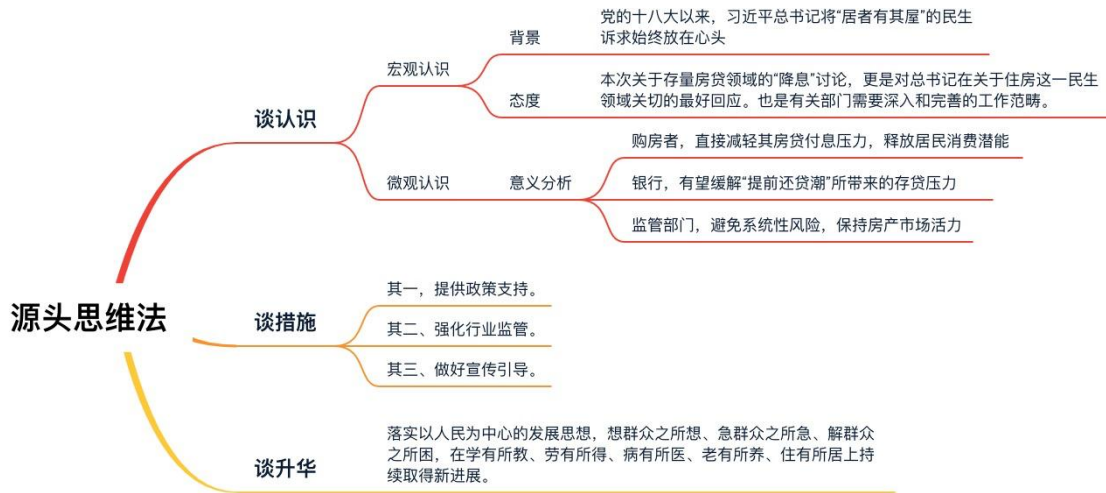 党的十八大以来，习近平总书记将“居者有其屋”的民生
诉求始终放在心头
背景
宏观认识
本次关于存量房贷领域的“降息”讨论，更是对总书记在关于住房这一民生
领域关切的最好回应。也是有关部门需要深入和完善的工作范畴。
态度
谈认识
购房者，直接减轻其房贷付息压力，释放居民消费潜能
微观认识
意义分析
银行，有望缓解“提前还贷潮”所带来的存贷压力
监管部门，避免系统性风险，保持房产市场活力
源头思维法
谈措施
其一，提供政策支持。
其二、强化行业监管。
其三、做好宣传引导。
谈升华
落实以人民为中心的发展思想，想群众之所想、急群众之所急、解群众
之所困，在学有所教、劳有所得、病有所医、老有所养、住有所居上持
续取得新进展。